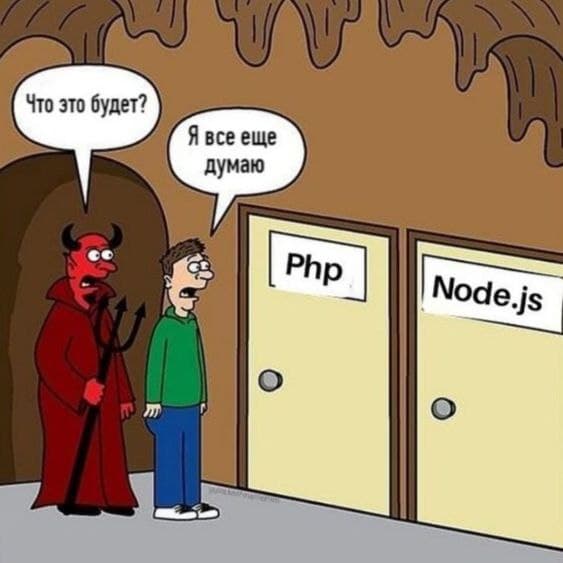 Что это будет?
Я все еще
думаю
Php
Node.js